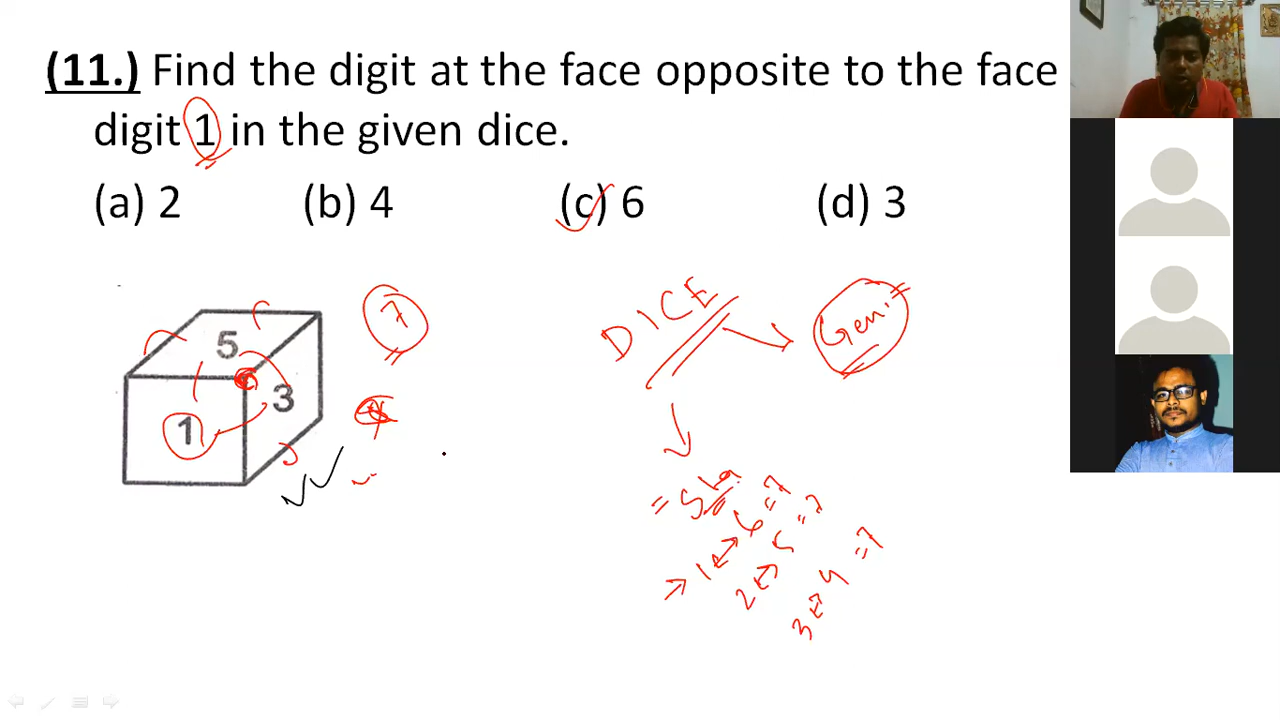 (11.) Find the digit at the face opposite to the face
digit 1 in the given dice.
(a) 2 (b) 4 (c) 6 (d) 3
5
1
3
7
DICE
Gen.
= Sta.
→ 1 ↔ 6 = 7
2 ↔ 5 = 7
3 ↔ 4 = 7